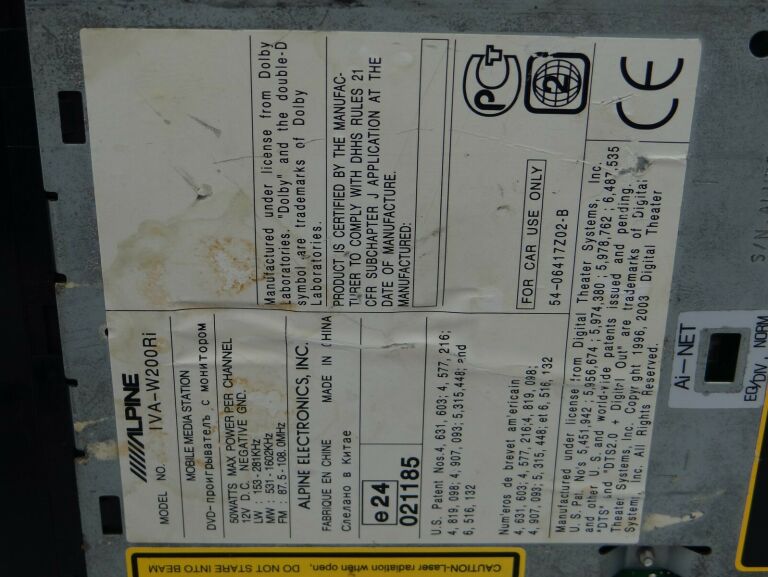 ALPINE
MODEL NO. IVA-W200Ri
MOBILE MEDIA STATION
DVD-проигрыватель с монитором
50WATTS MAX POWER PER CHANNEL
12V D.C. NEGATIVE GND.
LW : 153-281KHz
MW : 531-1602KHz
FM : 87.5-108.0MHz
ALPINE ELECTRONICS, INC.
FABRIQUE EN CHINE MADE IN CHINA
Сделано в Китае
e24
021185
U.S. Patent Nos.4, 631, 603; 4, 577, 216;
4, 819, 098; 4, 907, 093; 5,315,448; and
6, 516, 132
Numéros de brevet am'ericain
4, 631, 603; 4, 577, 216;4, 819, 098;
4, 907, 093; 5, 315, 448; et6, 516, 132
Manufactured under license from Dolby
Laboratories. "Dolby" and the double-D
symbol are trademarks of Dolby
Laboratories.
PRODUCT IS CERTIFIED BY THE MANUFAC-
TURER TO COMPLY WITH DHHS RULES 21
CFR SUBCHAPTER J APPLICATION AT THE
DATE OF MANUFACTURE.
MANUFACTURED:
FOR CAR USE ONLY
54-06417Z02-B
РСТ
2
CE
Manufactured under license from Digital Theater Systems, Inc.
U.S. Pat. No's 5,451,942 ; 5,956,674 ; 5,974,380 ; 5,978,762 ; 6,487,535
and other U.S. and world-wide patents issued and pending.
"DTS" and "DTS2.0 + Digital Out" are trademarks of Digital
Theater Systems, Inc. Copyright 1996, 2003 Digital Theater
Systems, Inc. All Rights Reserved.
Ai-NET
EQ/DIV. NORM
S/N
CAUTION-Laser radiation when open,
DO NOT STARE INTO BEAM